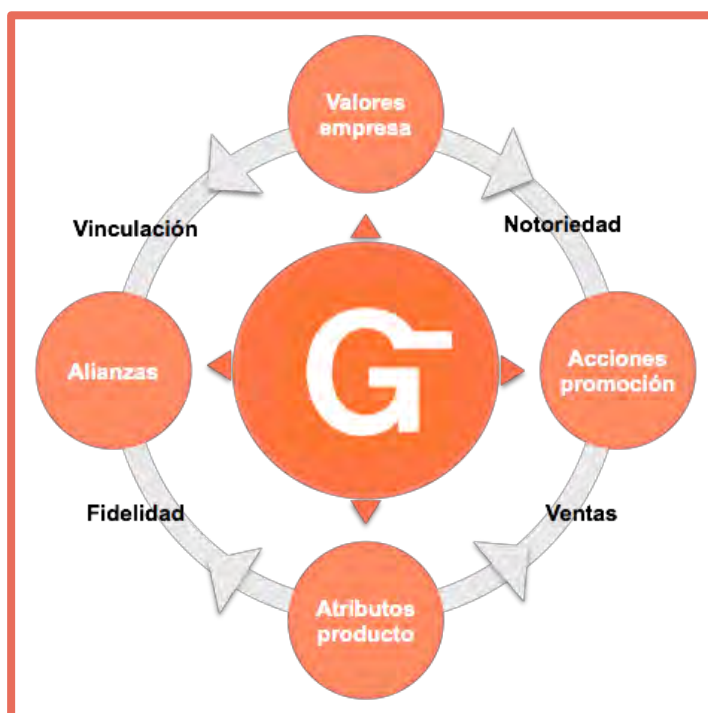 Valores
empresa
Vinculación
Notoriedad
G
Alianzas
Acciones
promoción
Fidelidad
Ventas
Atributos
producto